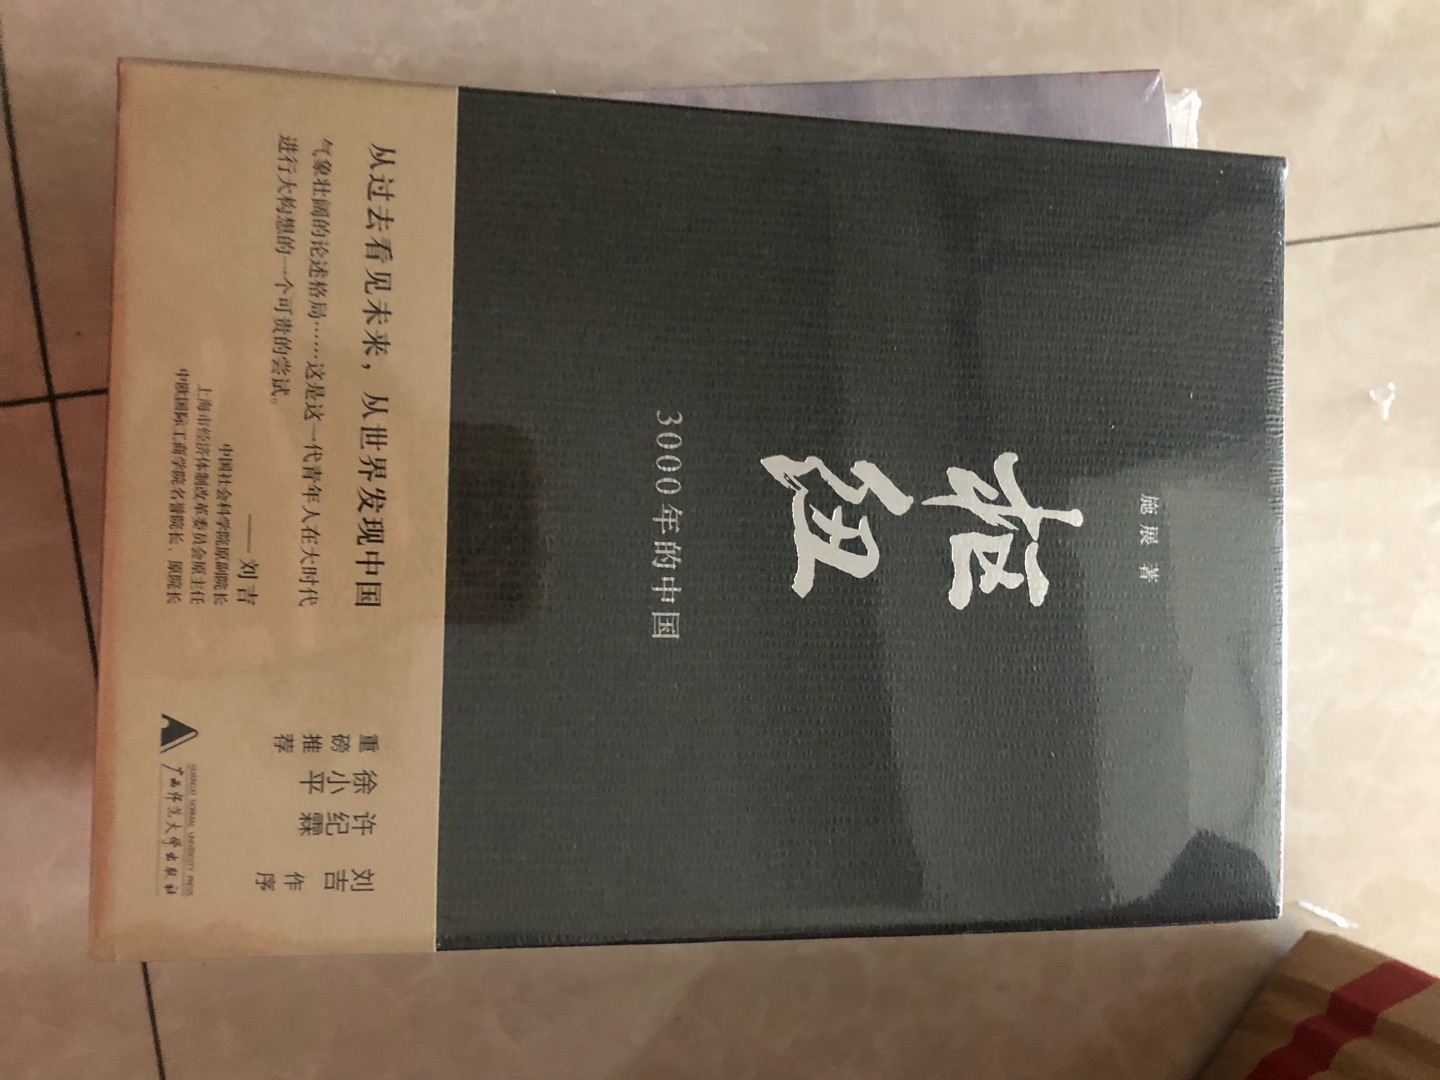 施展 著
枢纽
3000年的中国
从过去看见未来，从世界发现中国
气象壮阔的论述格局……这是这一代青年人在大时代
进行大构想的一个可贵的尝试。
——刘吉
中国社会科学院原副院长
上海市经济体制改革委员会原主任
中欧国际工商学院名誉院长、原院长
刘吉 作序
许纪霖
徐小平
重磅推荐
GUANGXI NORMAL UNIVERSITY PRESS
广西师范大学出版社